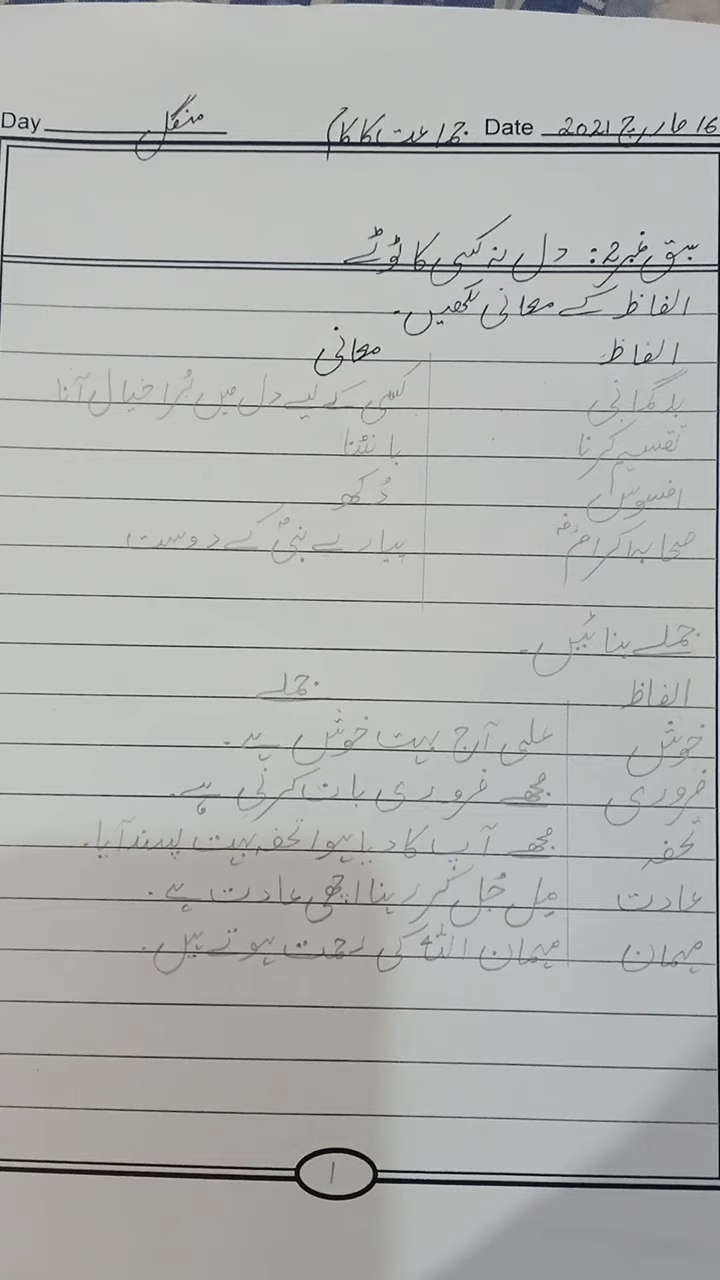 Day منگل جماعت کا کام Date 16 مارچ 2021
سبق نمبر 2: دل نہ کسی کا ٹوٹے
الفاظ کے معانی لکھیں۔
الفاظ معانی
بدگمانی کسی کے لیے دل میں بُرا خیال آنا
تقسیم کرنا بانٹنا
افسوس دُکھ
صحابہ اکرامؓ پیارے نبیؐ کے دوست
جملے بنائیں۔
الفاظ جملے
خوش علی آج بہت خوش ہے۔
ضروری مجھے ضروری بات کرنی ہے۔
تحفہ مجھے آپ کا دیا ہوا تحفہ بہت پسند آیا۔
عادت مِل جُل کر رہنا اچھی عادت ہے۔
مہمان مہمان اللہ کی رحمت ہوتے ہیں۔
1